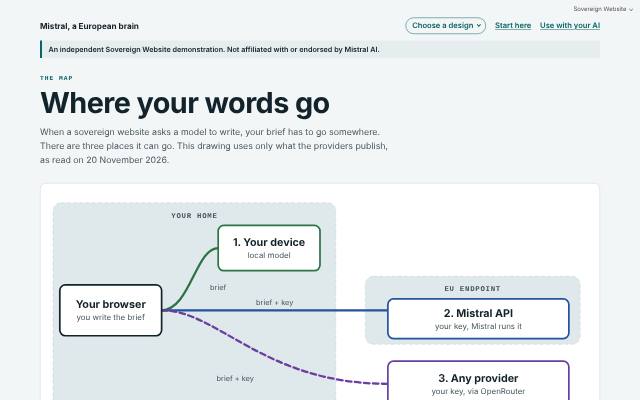 Sovereign Website
Mistral, a European brain
Choose a design
Start here
Use with your AI
An independent Sovereign Website demonstration. Not affiliated with or endorsed by Mistral AI.
THE MAP
Where your words go
When a sovereign website asks a model to write, your brief has to go somewhere.
There are three places it can go. This drawing uses only what the providers publish,
as read on 20 November 2026.
YOUR HOME
1. Your device
local model
brief
Your browser
you write the brief
brief + key
EU ENDPOINT
2. Mistral API
your key, Mistral runs it
brief + key
3. Any provider
your key, via OpenRouter